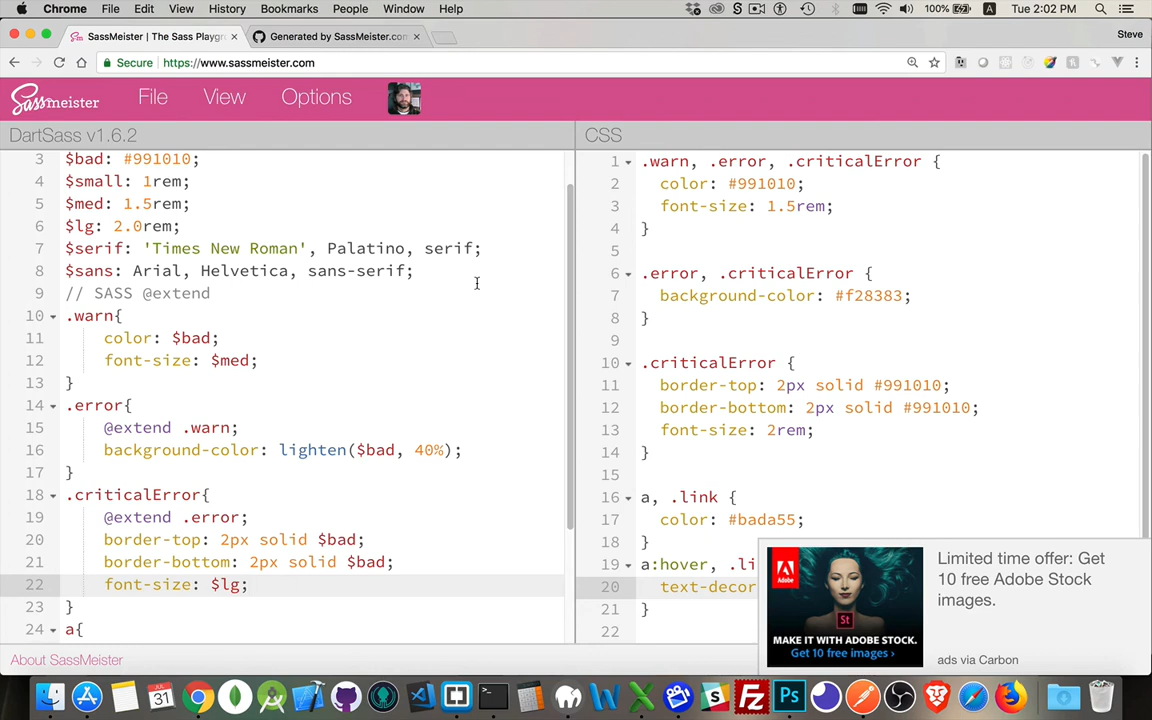 Chrome File Edit View History Bookmarks People Window Help 100% Tue 2:02 PM
SassMeister | The Sass Playgr Generated by SassMeister.com Steve
Secure https://www.sassmeister.com
Sassmeister File View Options
DartSass v1.6.2
3 $bad: #991010;
4 $small: 1rem;
5 $med: 1.5rem;
6 $lg: 2.0rem;
7 $serif: 'Times New Roman', Palatino, serif;
8 $sans: Arial, Helvetica, sans-serif;
9 // SASS @extend
10 .warn{
11 color: $bad;
12 font-size: $med;
13 }
14 .error{
15 @extend .warn;
16 background-color: lighten($bad, 40%);
17 }
18 .criticalError{
19 @extend .error;
20 border-top: 2px solid $bad;
21 border-bottom: 2px solid $bad;
22 font-size: $lg;
23 }
24 a{
CSS
1 .warn, .error, .criticalError {
2 color: #991010;
3 font-size: 1.5rem;
4 }
5
6 .error, .criticalError {
7 background-color: #f28383;
8 }
9
10 .criticalError {
11 border-top: 2px solid #991010;
12 border-bottom: 2px solid #991010;
13 font-size: 2rem;
14 }
15
16 a, .link {
17 color: #bada55;
18 }
19 a:hover, .li
20 text-decor
21 }
22
Adobe
St
MAKE IT WITH ADOBE STOCK.
Get 10 free images ›
Limited time offer: Get
10 free Adobe Stock
images.
ads via Carbon
About SassMeister
31
Ps